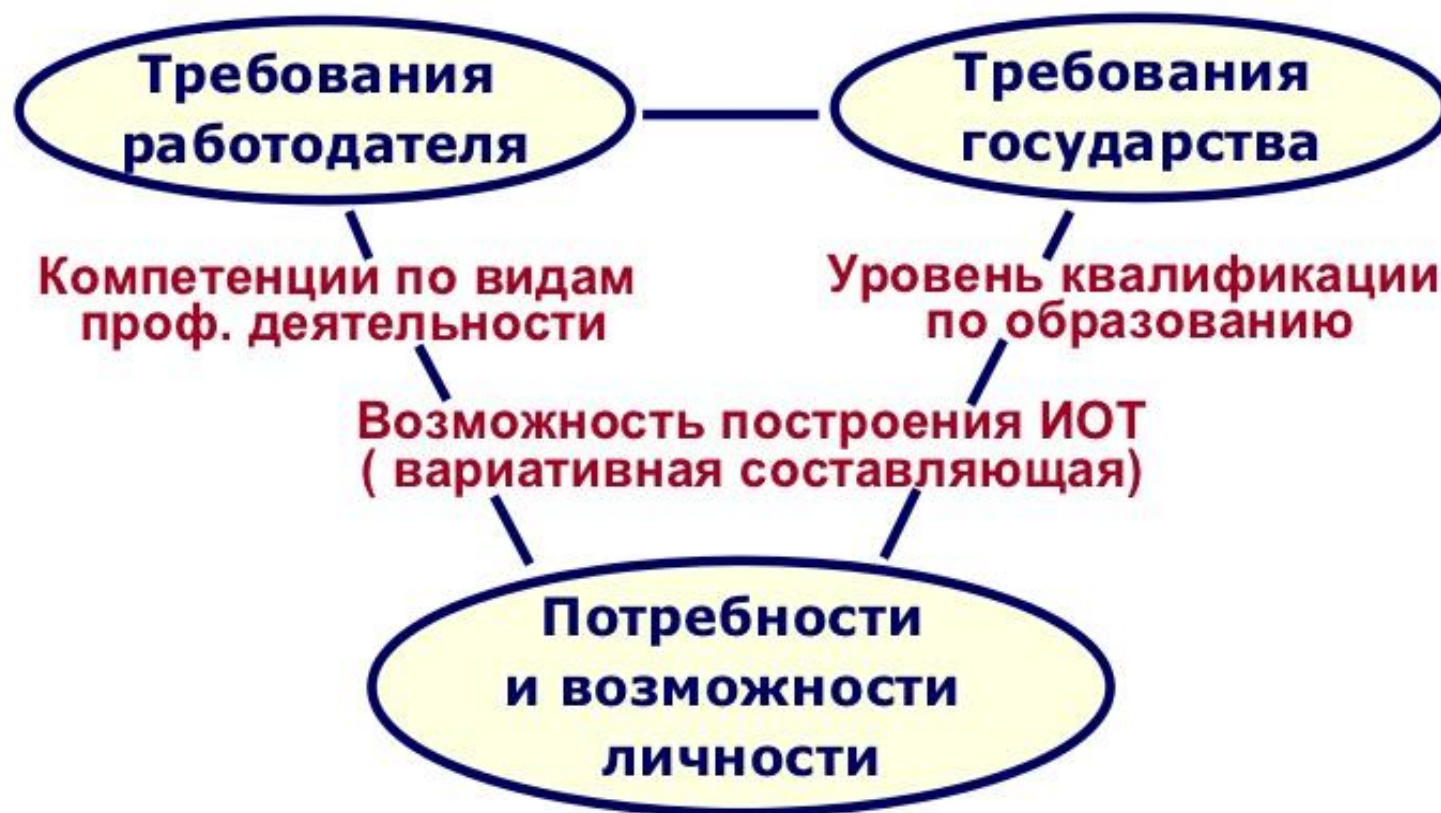 Требования
работодателя
Требования
государства
Компетенции по видам
проф. деятельности
Уровень квалификации
по образованию
Возможность построения ИОТ
( вариативная составляющая)
Потребности
и возможности
личности